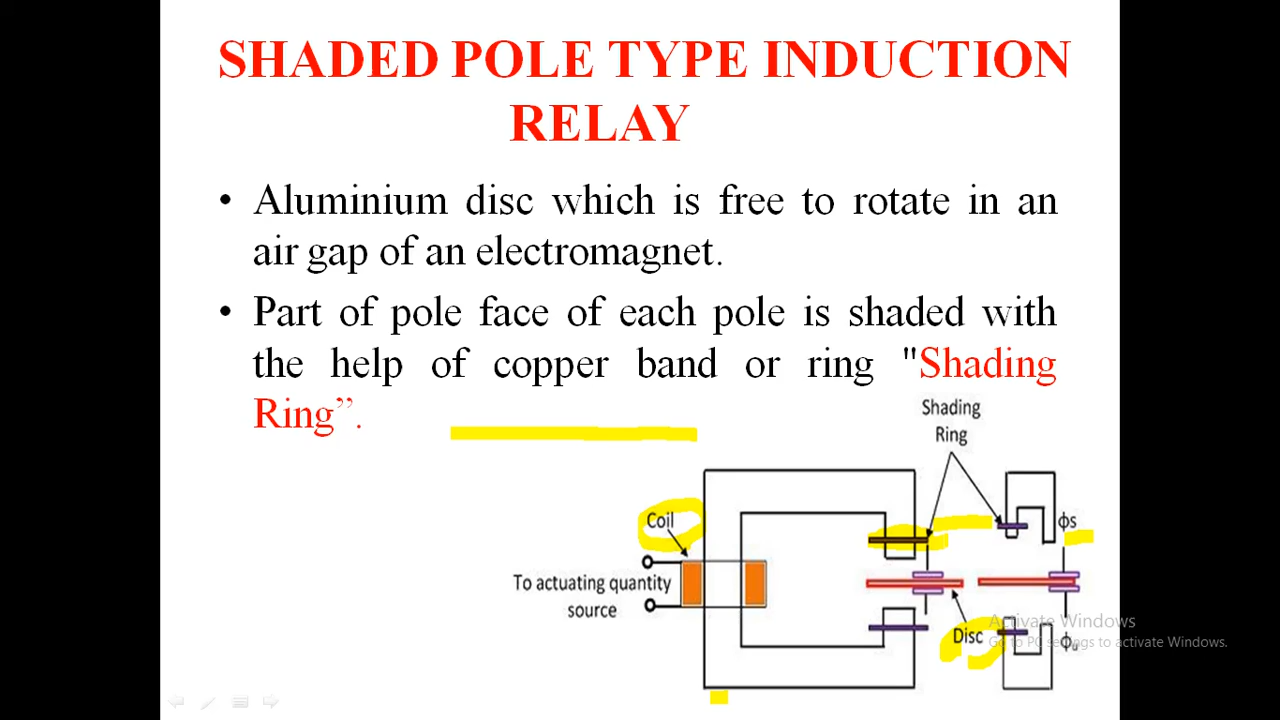 SHADED POLE TYPE INDUCTION
RELAY
• Aluminium disc which is free to rotate in an
air gap of an electromagnet.
• Part of pole face of each pole is shaded with
the help of copper band or ring "Shading
Ring”.
Shading
Ring
Coil
ϕs
To actuating quantity
source
Disc
ϕu
Activate Windows
Go to PC settings to activate Windows.